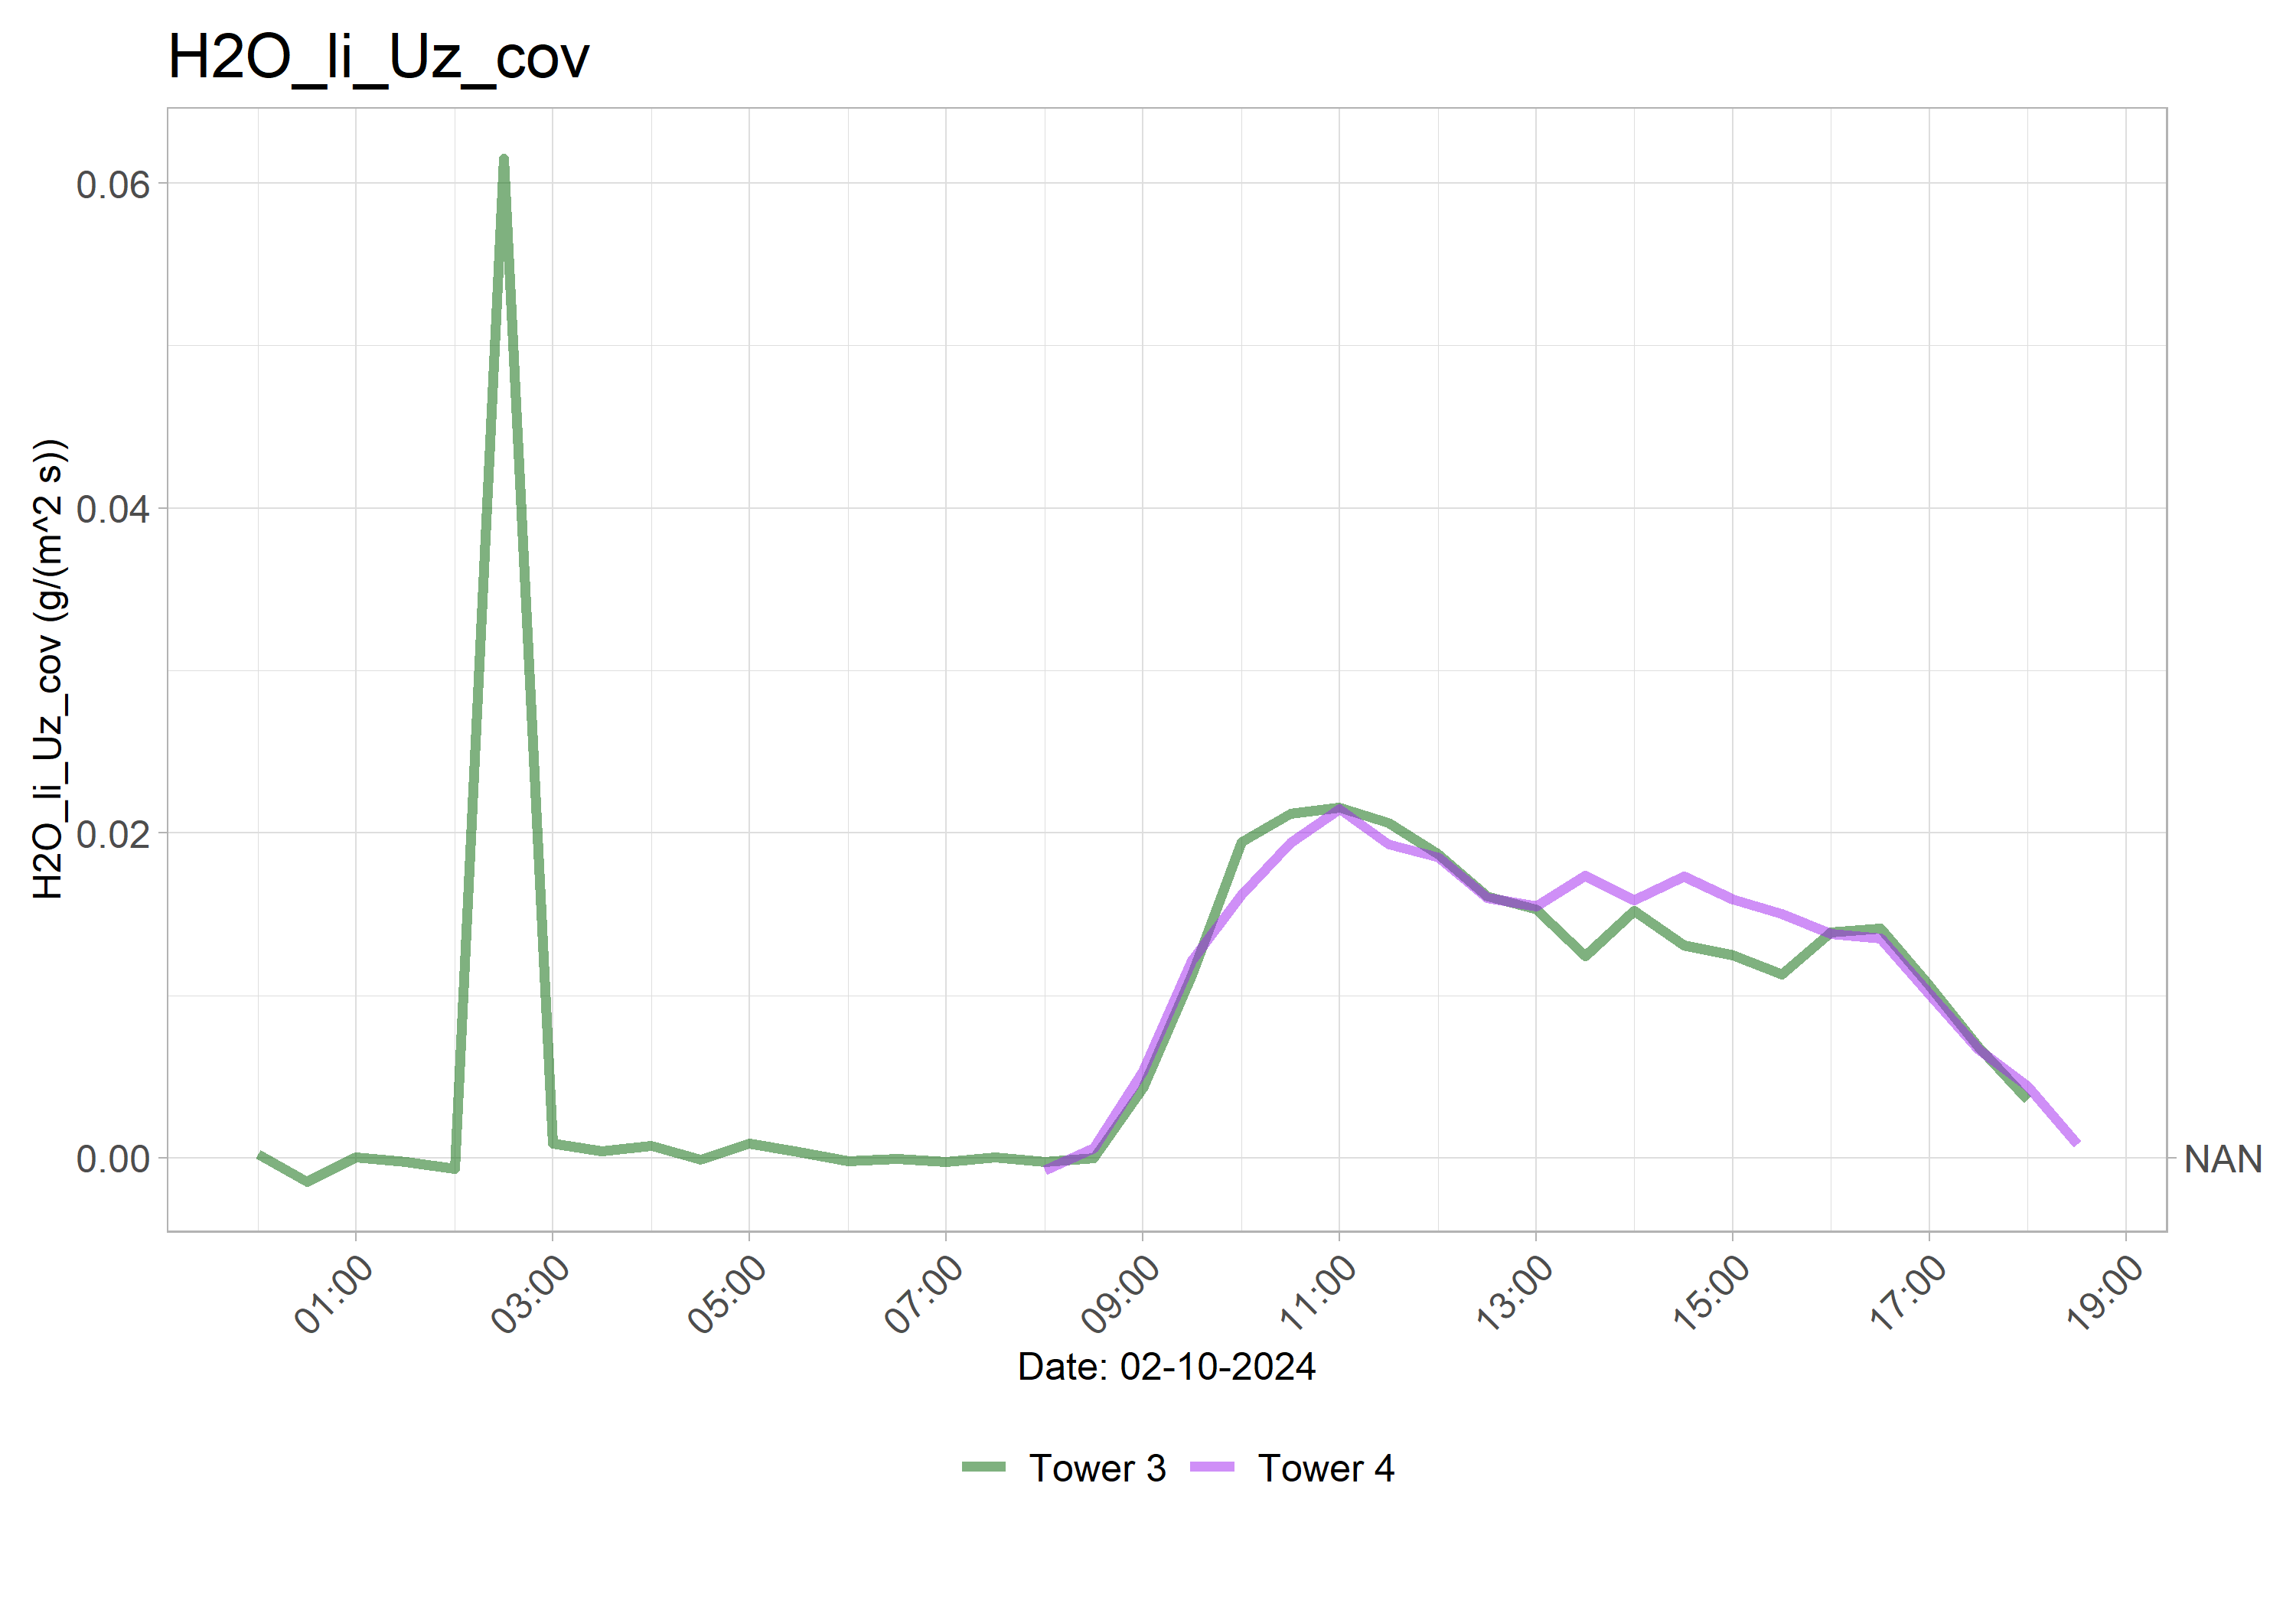 H2O_li_Uz_cov
H2O_li_Uz_cov (g/(m^2 s))
0.06
0.04
0.02
0.00
NAN
01:00
03:00
05:00
07:00
09:00
11:00
13:00
15:00
17:00
19:00
Date: 02-10-2024
Tower 3
Tower 4